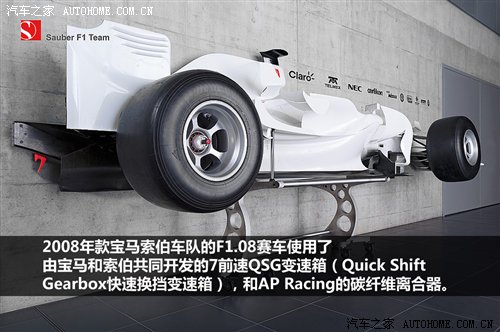 汽车之家 AUTOHOME.COM.CN
汽车之家 AUTOHOME.COM.CN
S
Sauber F1 Team
Claro
TELMEX
NEC
oerlikon
CERTINA
7
2008年款宝马索伯车队的F1.08赛车使用了
由宝马和索伯共同开发的7前速QSG变速箱（Quick Shift
Gearbox快速换挡变速箱），和AP Racing的碳纤维离合器。